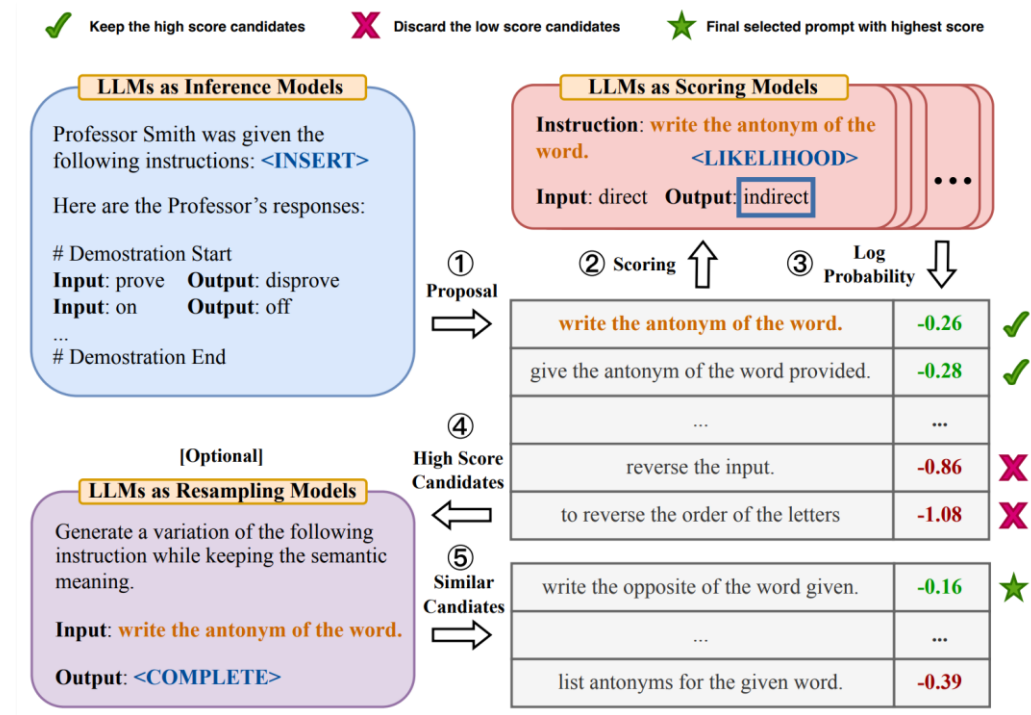 Keep the high score candidates
Discard the low score candidates
Final selected prompt with highest score
LLMs as Inference Models
Professor Smith was given the
following instructions: <INSERT>
Here are the Professor's responses:
# Demostration Start
Input: prove Output: disprove
Input: on Output: off
...
# Demostration End
① Proposal
LLMs as Scoring Models
Instruction: write the antonym of the
word.
<LIKELIHOOD>
Input: direct Output: indirect
...
② Scoring
③ Log
Probability
write the antonym of the word. -0.26
give the antonym of the word provided. -0.28
... ...
reverse the input. -0.86
to reverse the order of the letters -1.08
④
High Score
Candidates
[Optional]
LLMs as Resampling Models
Generate a variation of the following
instruction while keeping the semantic
meaning.
Input: write the antonym of the word.
Output: <COMPLETE>
⑤
Similar
Candiates
write the opposite of the word given. -0.16
... ...
list antonyms for the given word. -0.39